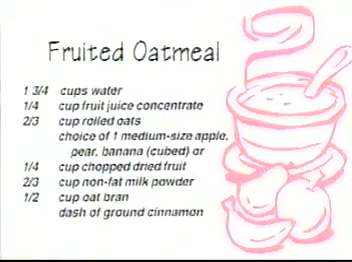 Fruited Oatmeal
1 3/4 cups water
1/4 cup fruit juice concentrate
2/3 cup rolled oats
choice of 1 medium-size apple,
pear, banana (cubed) or
1/4 cup chopped dried fruit
2/3 cup non-fat milk powder
1/2 cup oat bran
dash of ground cinnamon